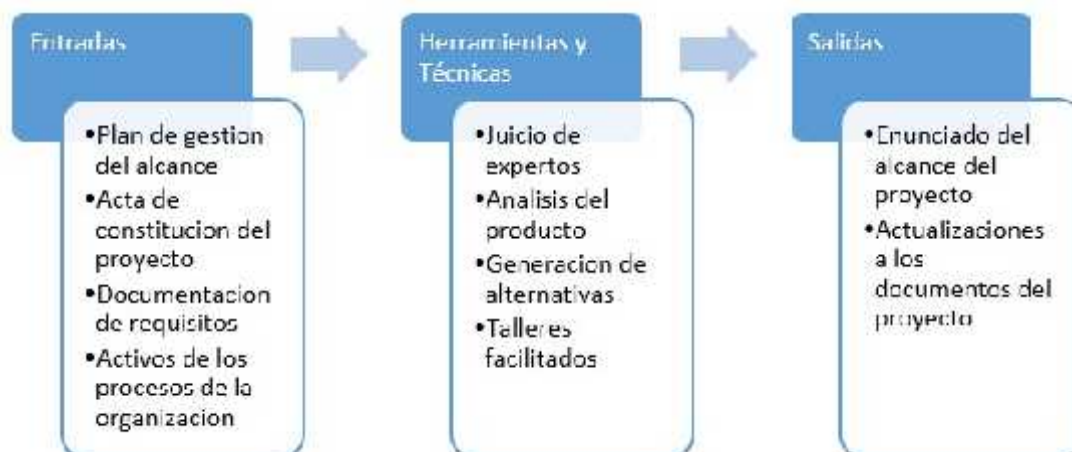 Entradas
•Plan de gestion
del alcance
•Acta de
constitucion del
proyecto
•Documentacion
de requisitos
•Activos de los
procesos de la
organizacion
Herramientas y
Técnicas
•Juicio de
expertos
•Analisis del
producto
•Generacion de
alternativas
•Talleres
facilitados
Salidas
•Enunciado del
alcance del
proyecto
•Actualizaciones
a los
documentos del
proyecto